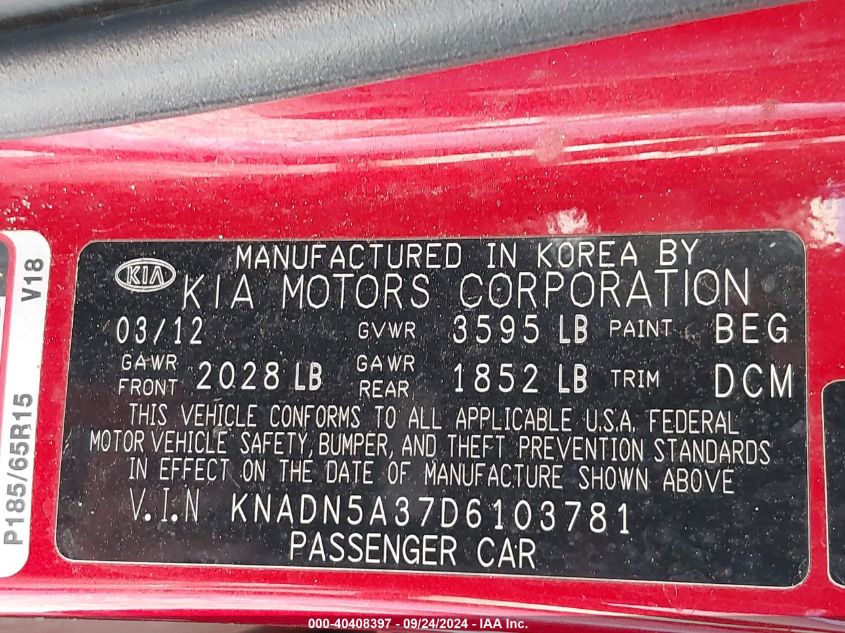 MANUFACTURED IN KOREA BY
KIA KIA MOTORS CORPORATION
03/12 GVWR 3595 LB PAINT BEG
GAWR FRONT 2028 LB GAWR REAR 1852 LB TRIM DCM
THIS VEHICLE CONFORMS TO ALL APPLICABLE U.S.A. FEDERAL
MOTOR VEHICLE SAFETY, BUMPER, AND THEFT PREVENTION STANDARDS
IN EFFECT ON THE DATE OF MANUFACTURE SHOWN ABOVE
V.I.N KNADN5A37D6103781
PASSENGER CAR
P185/65R15 V18
000-40408397 - 09/24/2024 - IAA Inc.